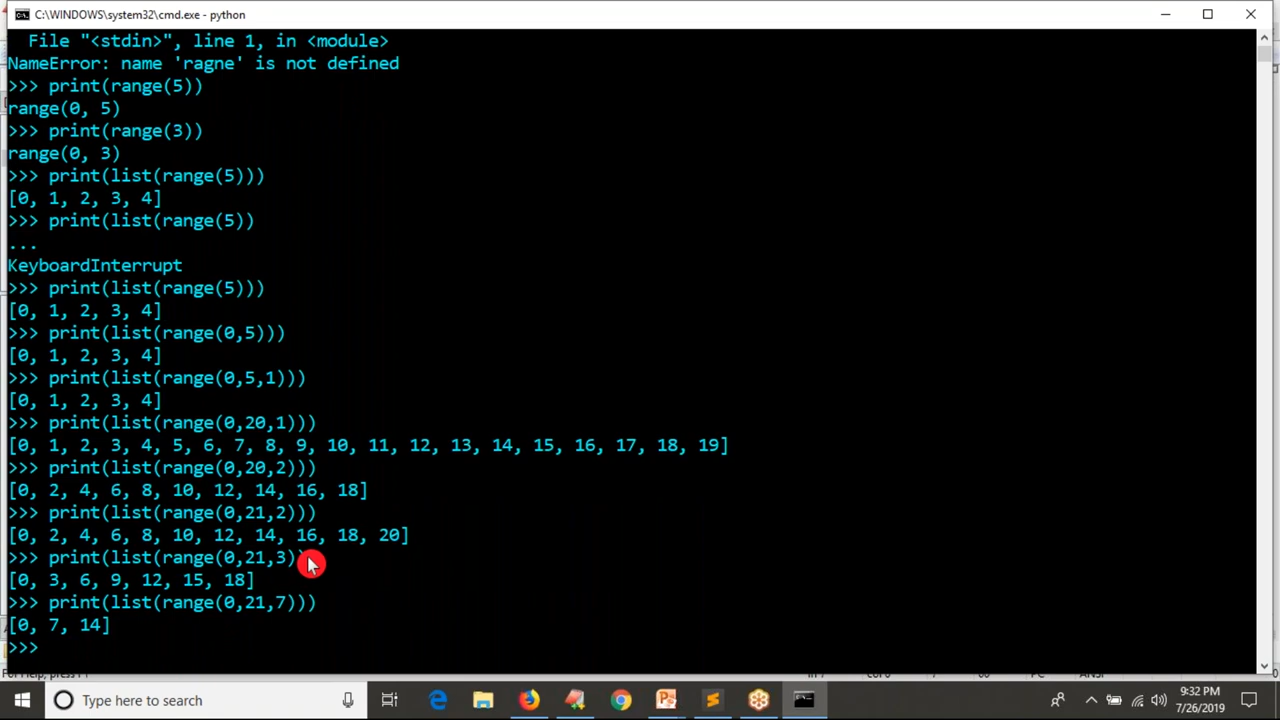 C:\WINDOWS\system32\cmd.exe - python
  File "<stdin>", line 1, in <module>
NameError: name 'ragne' is not defined
>>> print(range(5))
range(0, 5)
>>> print(range(3))
range(0, 3)
>>> print(list(range(5)))
[0, 1, 2, 3, 4]
>>> print(list(range(5))
...
KeyboardInterrupt
>>> print(list(range(5)))
[0, 1, 2, 3, 4]
>>> print(list(range(0,5)))
[0, 1, 2, 3, 4]
>>> print(list(range(0,5,1)))
[0, 1, 2, 3, 4]
>>> print(list(range(0,20,1)))
[0, 1, 2, 3, 4, 5, 6, 7, 8, 9, 10, 11, 12, 13, 14, 15, 16, 17, 18, 19]
>>> print(list(range(0,20,2)))
[0, 2, 4, 6, 8, 10, 12, 14, 16, 18]
>>> print(list(range(0,21,2)))
[0, 2, 4, 6, 8, 10, 12, 14, 16, 18, 20]
>>> print(list(range(0,21,3)
[0, 3, 6, 9, 12, 15, 18]
>>> print(list(range(0,21,7)))
[0, 7, 14]
>>>
Type here to search
9:32 PM
7/26/2019